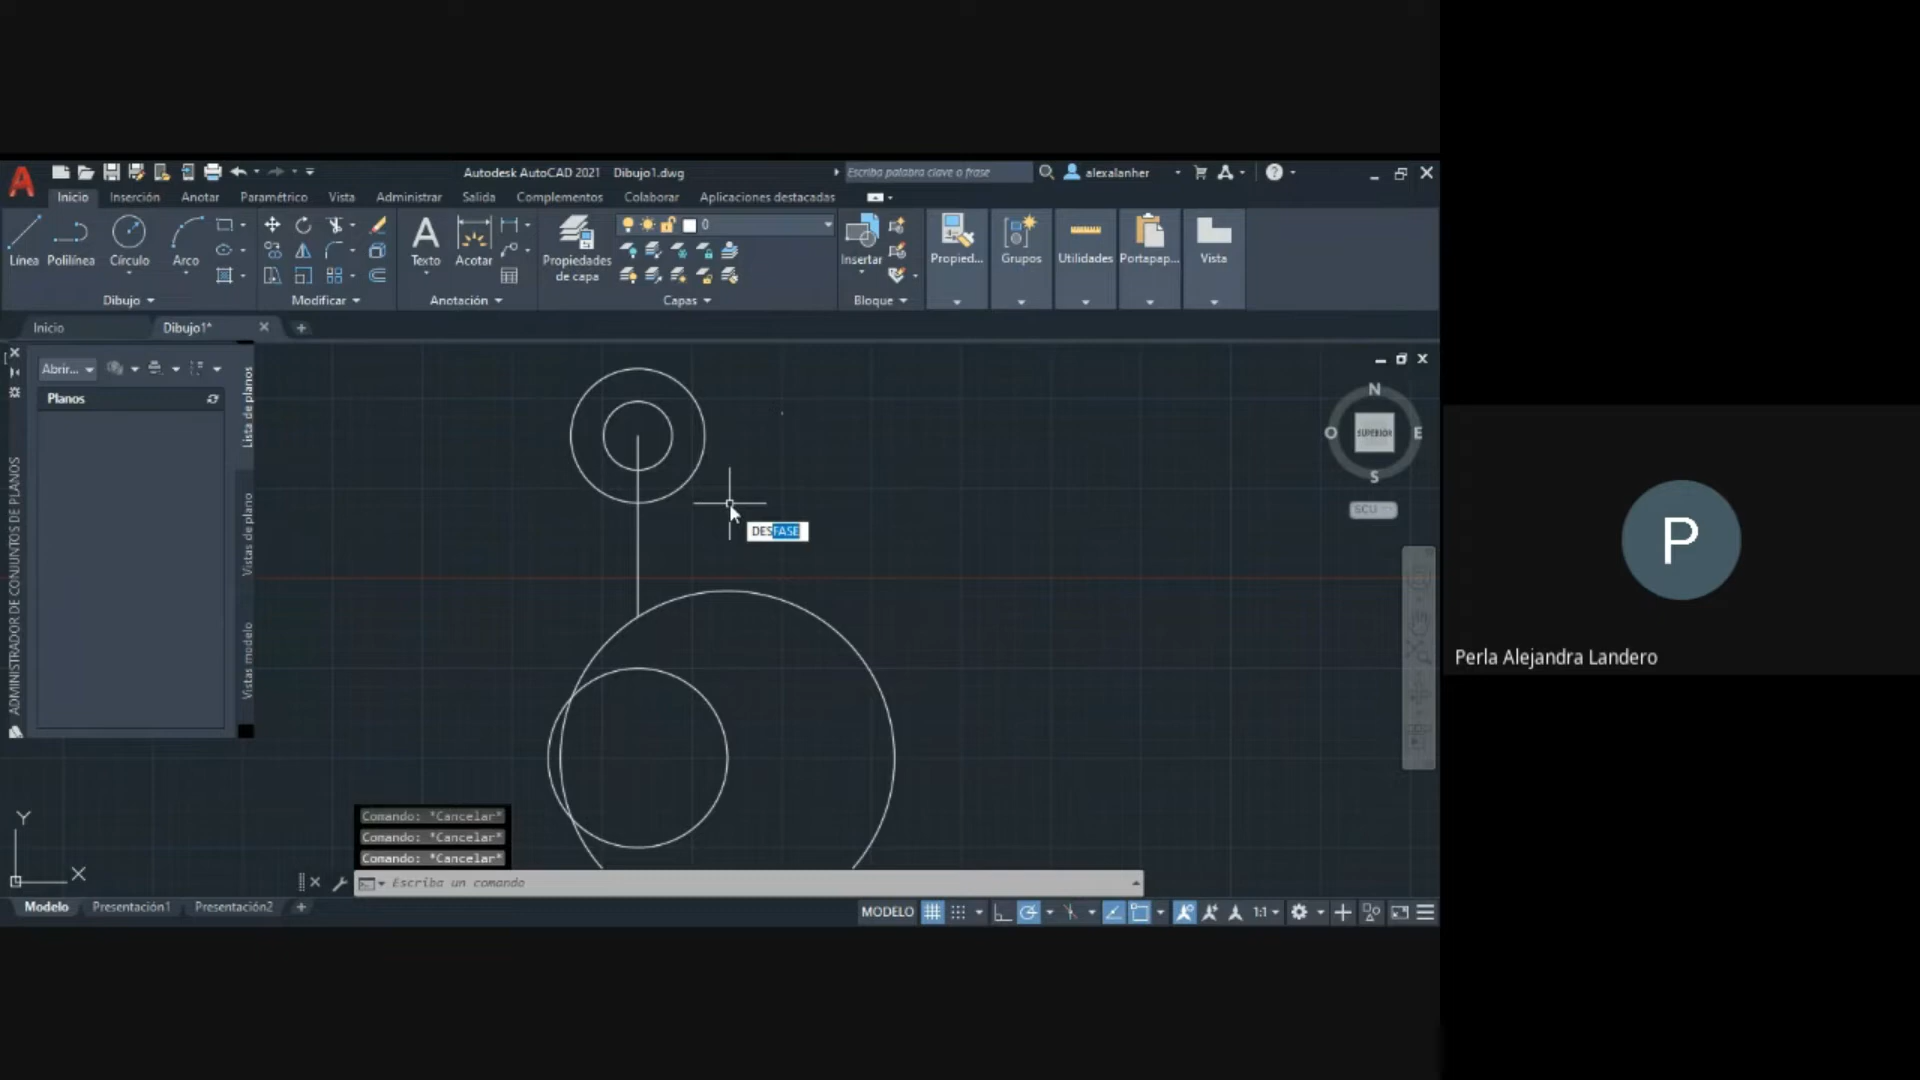 Autodesk AutoCAD 2021 Dibujo1.dwg
Escriba palabra clave o frase
alexalanher
Inicio Inserción Anotar Paramétrico Vista Administrar Salida Complementos Colaborar Aplicaciones destacadas
0
Línea Polilínea Círculo Arco
Texto Acotar
Propiedades de capa
Insertar
Propied... Grupos Utilidades Portapap... Vista
Dibujo Modificar Anotación Capas Bloque
Inicio Dibujo1*
Abrir...
Planos
Lista de planos
Vistas de plano
Vistas modelo
ADMINISTRADOR DE CONJUNTOS DE PLANOS
N
O SUPERIOR E
S
SCU
DESFASE
P
Perla Alejandra Landero
Comando: *Cancelar*
Comando: *Cancelar*
Comando: *Cancelar*
Y
X
Escriba un comando
Modelo Presentación1 Presentación2
MODELO 1:1